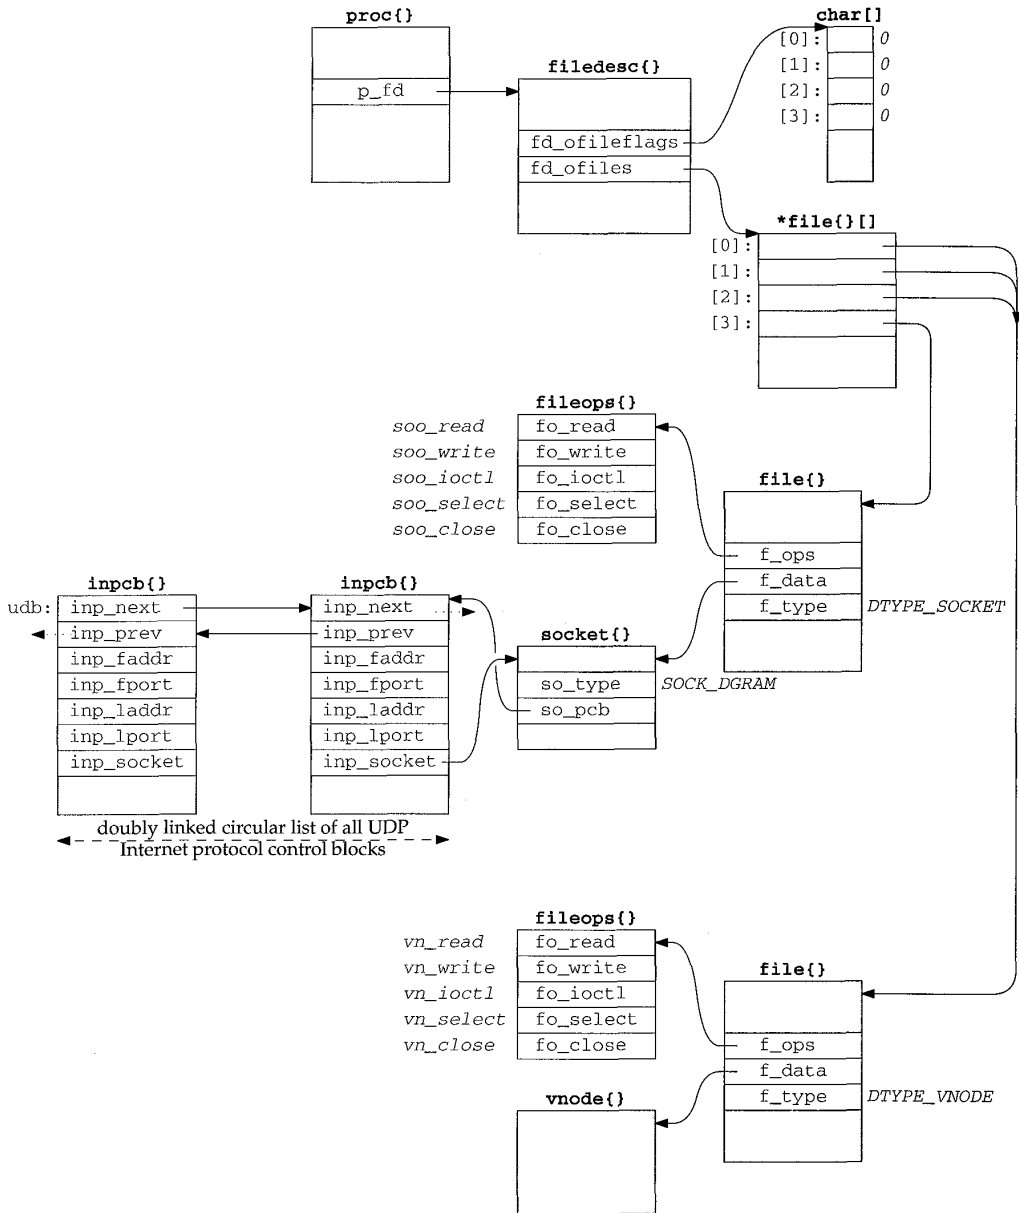 proc{}
p_fd
filedesc{}
fd_ofileflags
fd_ofiles
char[]
[0]: 0
[1]: 0
[2]: 0
[3]: 0
*file{}[]
[0]:
[1]:
[2]:
[3]:
fileops{}
soo_read fo_read
soo_write fo_write
soo_ioctl fo_ioctl
soo_select fo_select
soo_close fo_close
file{}
f_ops
f_data
f_type DTYPE_SOCKET
inpcb{}
udb: inp_next
inp_prev
inp_faddr
inp_fport
inp_laddr
inp_lport
inp_socket
inpcb{}
inp_next
inp_prev
inp_faddr
inp_fport
inp_laddr
inp_lport
inp_socket
socket{}
so_type SOCK_DGRAM
so_pcb
doubly linked circular list of all UDP
Internet protocol control blocks
fileops{}
vn_read fo_read
vn_write fo_write
vn_ioctl fo_ioctl
vn_select fo_select
vn_close fo_close
file{}
f_ops
f_data
f_type DTYPE_VNODE
vnode{}